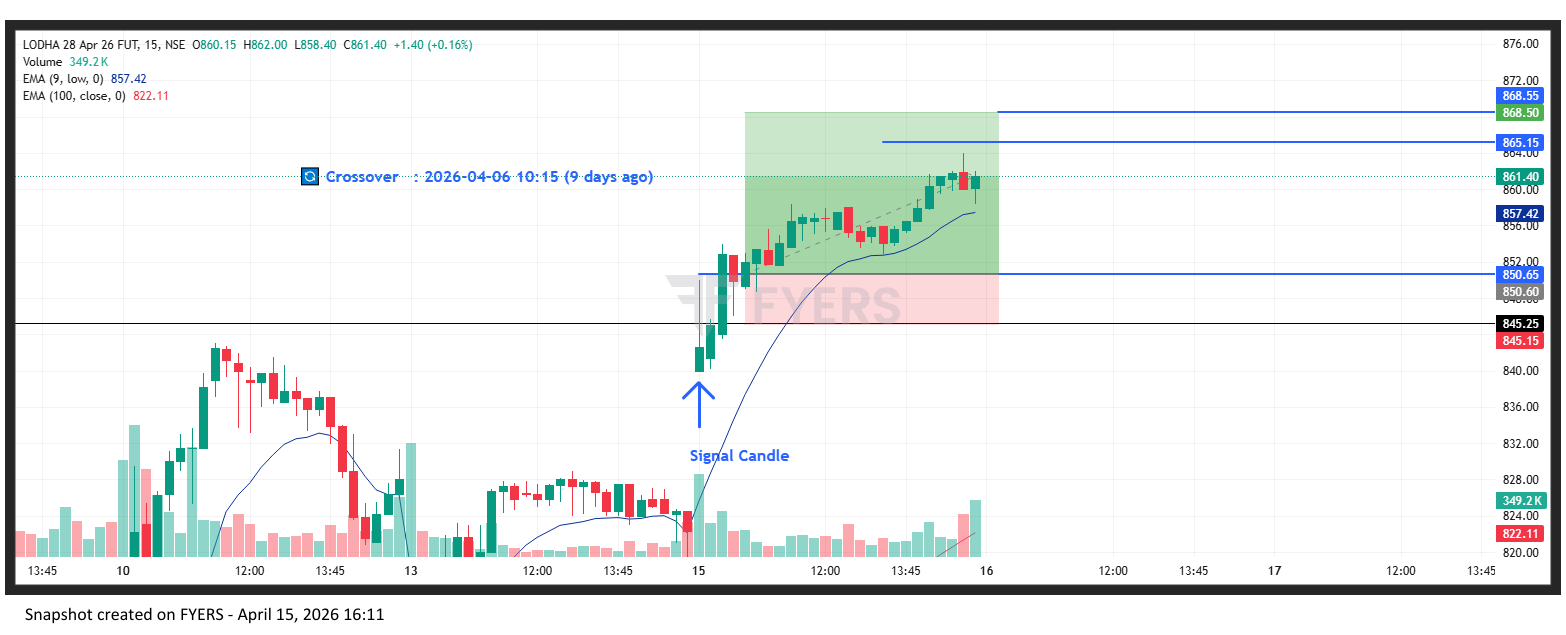 LODHA 28 Apr 26 FUT, 15, NSE O860.15 H862.00 L858.40 C861.40 +1.40 (+0.16%)
Volume 349.2K
EMA (9, low, 0) 857.42
EMA (100, close, 0) 822.11
876.00
872.00
868.55
868.50
865.15
864.00
Crossover : 2026-04-06 10:15 (9 days ago)
861.40
860.00
857.42
856.00
852.00
850.65
850.60
848.00
FYERS
845.25
845.15
840.00
836.00
832.00
Signal Candle
828.00
349.2K
824.00
822.11
820.00
13:45 10 12:00 13:45 13 12:00 13:45 15 12:00 13:45 16 12:00 13:45 17 12:00 13:45
Snapshot created on FYERS - April 15, 2026 16:11